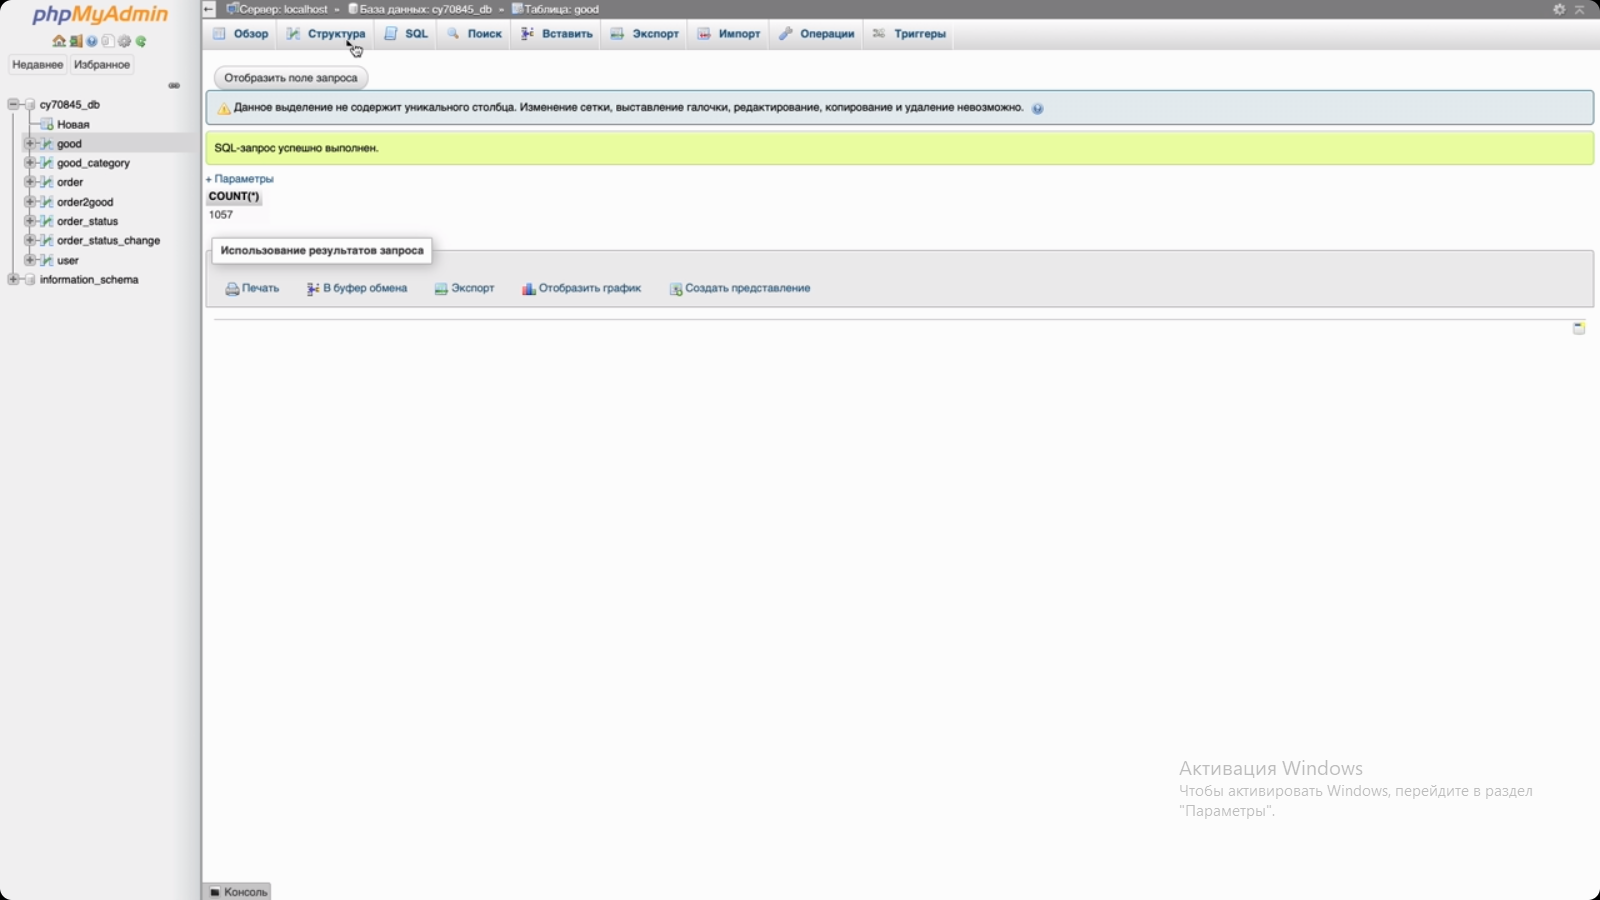 phpMyAdmin
Недавнее Избранное
cy70845_db
Новая
good
good_category
order
order2good
order_status
order_status_change
user
information_schema
Сервер: localhost » База данных: cy70845_db » Таблица: good
Обзор Структура SQL Поиск Вставить Экспорт Импорт Операции Триггеры
Отобразить поле запроса
Данное выделение не содержит уникального столбца. Изменение сетки, выставление галочки, редактирование, копирование и удаление невозможно.
SQL-запрос успешно выполнен.
+ Параметры
COUNT(*)
1057
Использование результатов запроса
Печать В буфер обмена Экспорт Отобразить график Создать представление
Активация Windows
Чтобы активировать Windows, перейдите в раздел
"Параметры".
Консоль